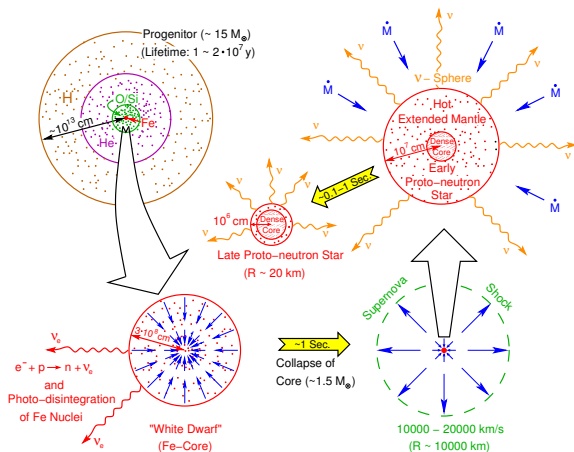 Progenitor (~ 15 M⊙)
(Lifetime: 1 ~ 2·10⁷ y)
H
O/Si
Fe
He
~10¹³ cm
Ṁ
Ṁ
Ṁ
Ṁ
Ṁ
Ṁ
ν
ν
ν
ν
ν
ν
ν
ν
ν–Sphere
Hot
Extended Mantle
10⁷ cm
Dense
Core
Early
Proto–neutron
Star
~0.1–1 Sec.
ν
ν
ν
ν
ν
10⁶ cm
Dense
Core
Late Proto–neutron Star
(R ~ 20 km)
3·10⁸ cm
νₑ
e⁻ + p → n + νₑ
and
Photo–disintegration
of Fe Nuclei
νₑ
"White Dwarf"
(Fe–Core)
~1 Sec.
Collapse of
Core (~1.5 M⊙)
Supernova
Shock
10000 – 20000 km/s
(R ~ 10000 km)